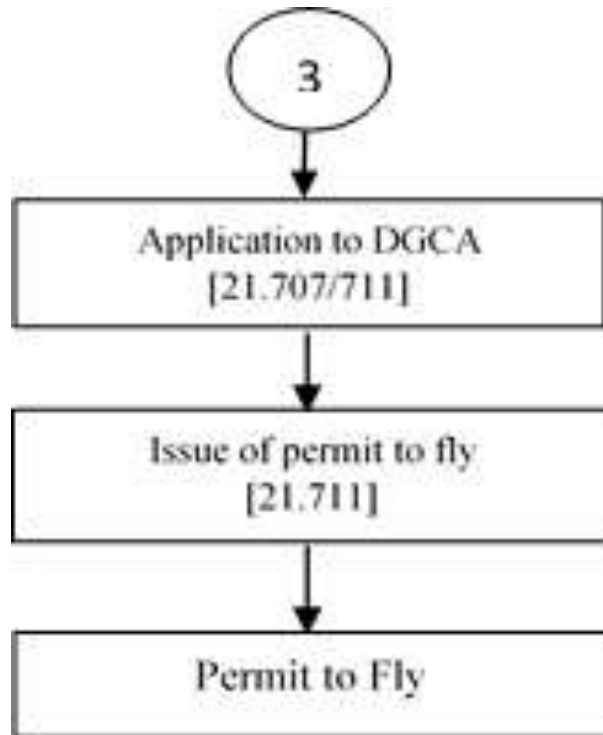 3
Application to DGCA
[21.707/711]
Issue of permit to fly
[21.711]
Permit to Fly